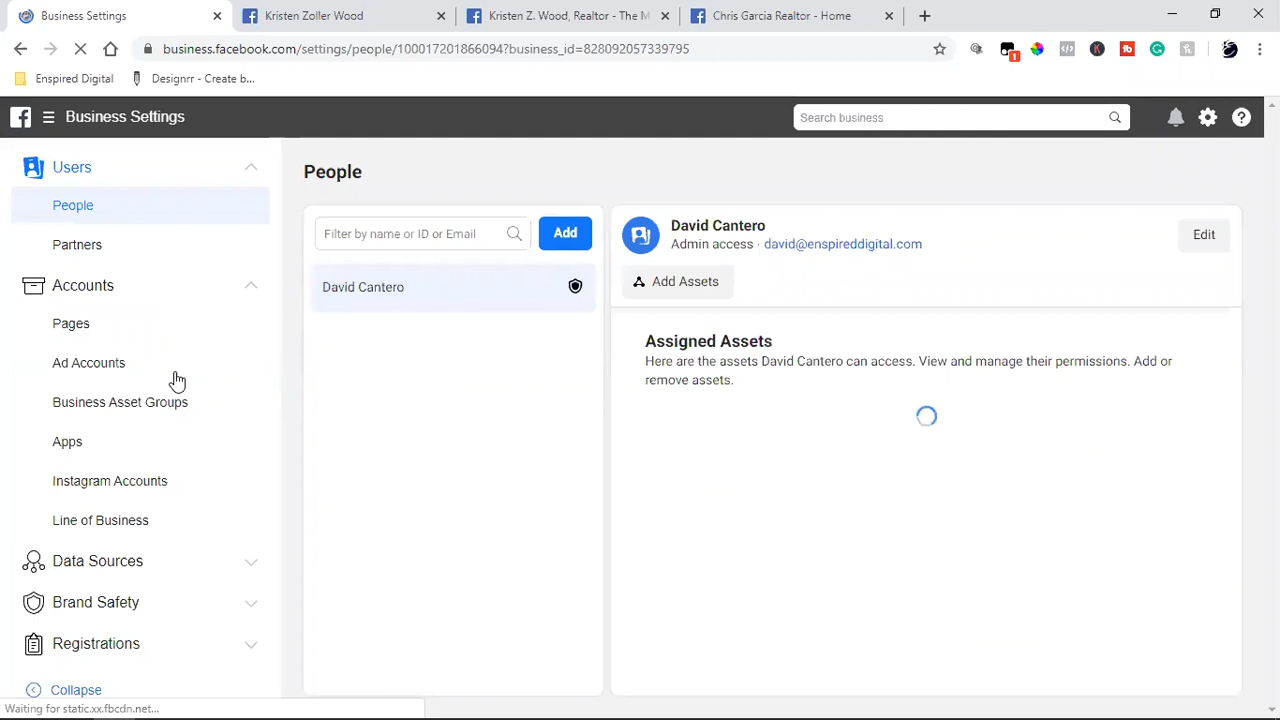 Business Settings
Kristen Zoller Wood
Kristen Z. Wood, Realtor - The M
Chris Garcia Realtor - Home
business.facebook.com/settings/people/100017201866094?business_id=828092057339795
1
Enspired Digital
Designrr - Create b...
Business Settings
Search business
Users
People
Partners
Accounts
Pages
Ad Accounts
Business Asset Groups
Apps
Instagram Accounts
Line of Business
Data Sources
Brand Safety
Registrations
Collapse
Waiting for static.xx.fbcdn.net...
People
Filter by name or ID or Email
Add
David Cantero
David Cantero
Admin access · david@enspireddigital.com
Edit
Add Assets
Assigned Assets
Here are the assets David Cantero can access. View and manage their permissions. Add or
remove assets.